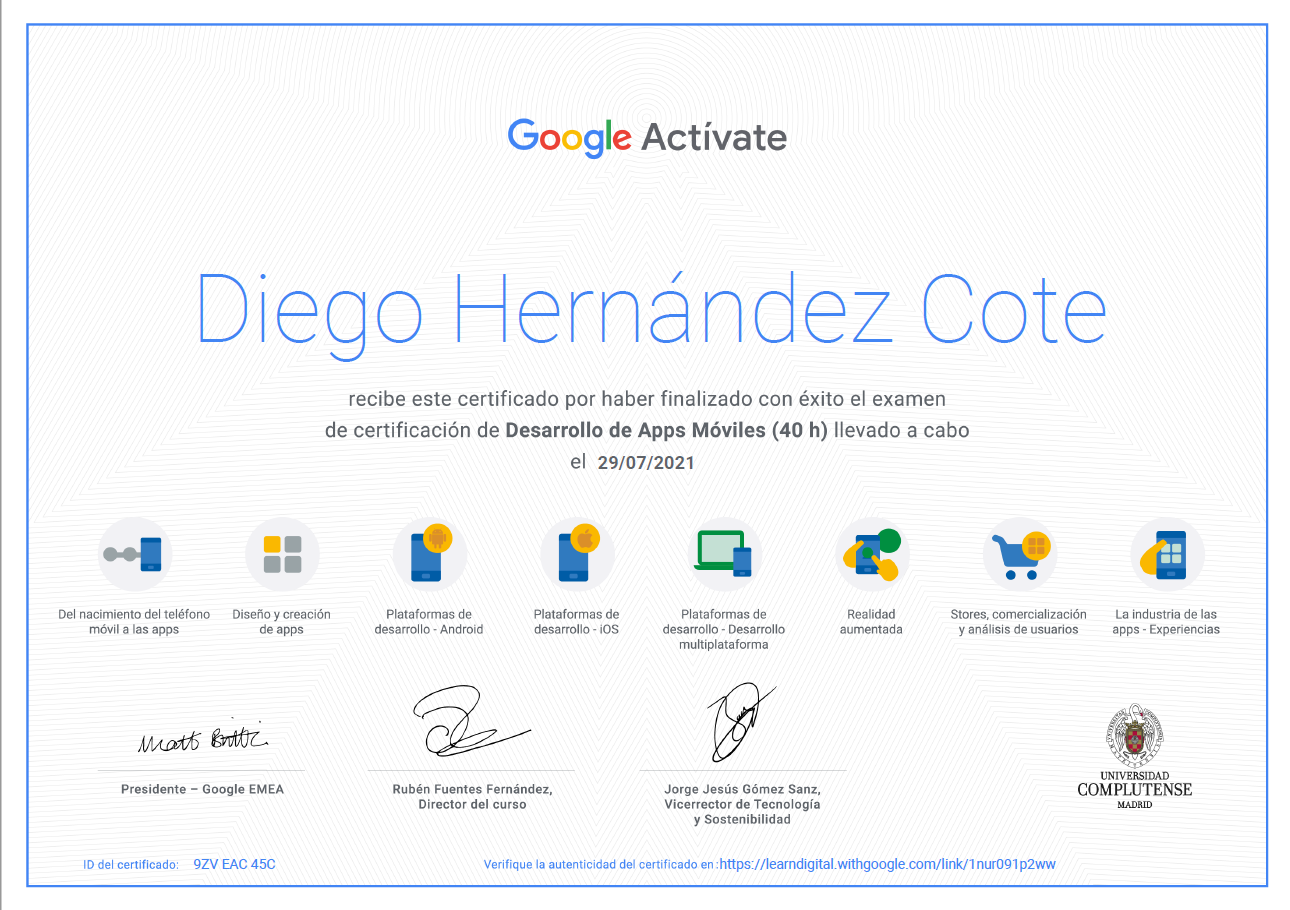 Google Actívate
Diego Hernández Cote
recibe este certificado por haber finalizado con éxito el examen
de certificación de Desarrollo de Apps Móviles (40 h) llevado a cabo
el 29/07/2021
Del nacimiento del teléfono
móvil a las apps
Diseño y creación
de apps
Plataformas de
desarrollo - Android
Plataformas de
desarrollo - iOS
Plataformas de
desarrollo - Desarrollo
multiplataforma
Realidad
aumentada
Stores, comercialización
y análisis de usuarios
La industria de las
apps - Experiencias
Presidente – Google EMEA
Rubén Fuentes Fernández,
Director del curso
Jorge Jesús Gómez Sanz,
Vicerrector de Tecnología
y Sostenibilidad
UNIVERSIDAD
COMPLUTENSE
MADRID
ID del certificado: 9ZV EAC 45C
Verifique la autenticidad del certificado en: https://learndigital.withgoogle.com/link/1nur091p2ww